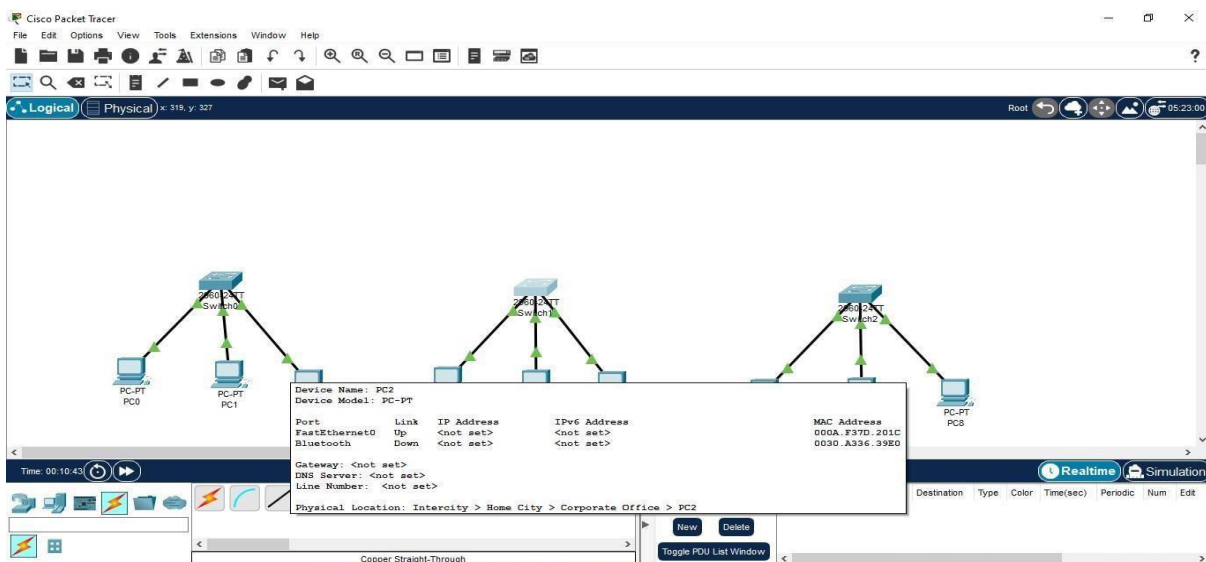 Cisco Packet Tracer
File Edit Options View Tools Extensions Window Help
?
Logical Physical x: 319, y: 327 Root 05:23:00
2960-24TT
Switch0
2960-24TT
Switch1
2960-24TT
Switch2
PC-PT
PC0
PC-PT
PC1
PC-PT
PC8
Device Name: PC2
Device Model: PC-PT
Port Link IP Address IPv6 Address MAC Address
FastEthernet0 Up <not set> <not set> 000A.F37D.201C
Bluetooth Down <not set> <not set> 0030.A336.39E0
Gateway: <not set>
DNS Server: <not set>
Line Number: <not set>
Physical Location: Intercity > Home City > Corporate Office > PC2
Time: 00:10:43 Realtime Simulation
Destination Type Color Time(sec) Periodic Num Edit
New Delete
Toggle PDU List Window
Copper Straight-Through